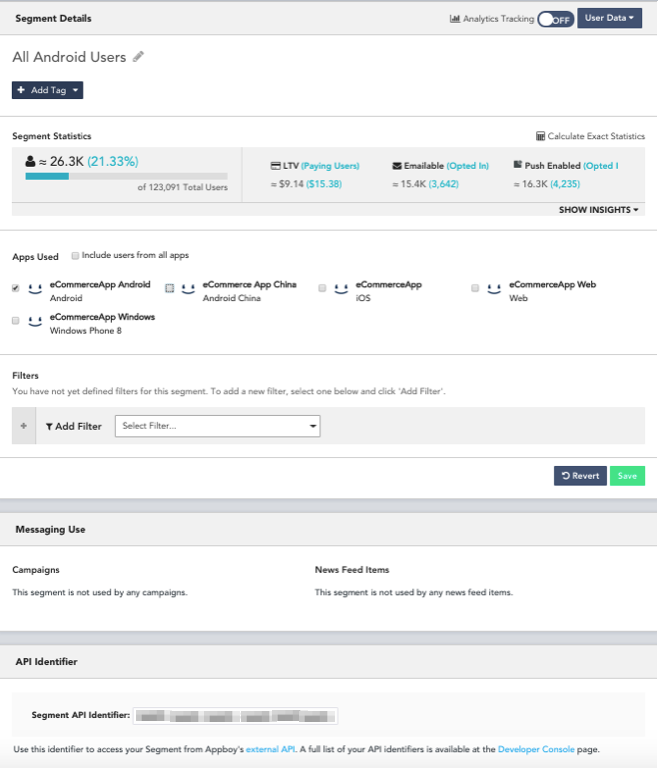 Segment Details
Analytics Tracking OFF User Data
All Android Users
+ Add Tag
Segment Statistics Calculate Exact Statistics
≈ 26.3K (21.33%)
of 123,091 Total Users
LTV (Paying Users) Emailable (Opted In) Push Enabled (Opted I
≈ $9.14 ($15.38) ≈ 15.4K (3,642) ≈ 16.3K (4,235)
SHOW INSIGHTS
Apps Used Include users from all apps
eCommerceApp Android eCommerce App China eCommerceApp eCommerceApp Web
Android Android China iOS Web
eCommerceApp Windows
Windows Phone 8
Filters
You have not yet defined filters for this segment. To add a new filter, select one below and click 'Add Filter'.
+ Add Filter Select Filter...
Revert Save
Messaging Use
Campaigns News Feed Items
This segment is not used by any campaigns. This segment is not used by any news feed items.
API Identifier
Segment API Identifier:
Use this identifier to access your Segment from Appboy's external API. A full list of your API identifiers is available at the Developer Console page.